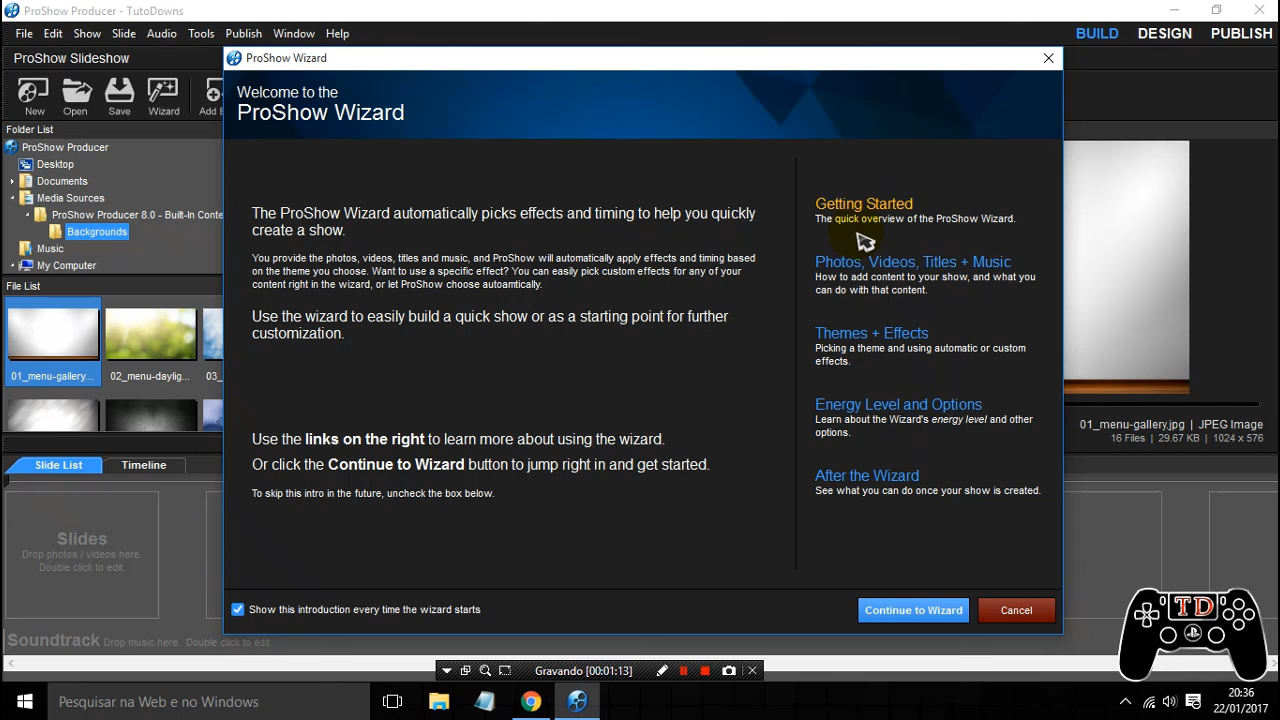 ProShow Producer - TutoDowns
File Edit Show Slide Audio Tools Publish Window Help
BUILD DESIGN PUBLISH
ProShow Slideshow
New Open Save Wizard Add B
Folder List
ProShow Producer
Desktop
Documents
Media Sources
ProShow Producer 8.0 - Built-In Conte
Backgrounds
Music
My Computer
File List
01_menu-gallery... 02_menu-daylig... 03_
ProShow Wizard
Welcome to the
ProShow Wizard
The ProShow Wizard automatically picks effects and timing to help you quickly
create a show.
You provide the photos, videos, titles and music, and ProShow will automatically apply effects and timing based
on the theme you choose. Want to use a specific effect? You can easily pick custom effects for any of your
content right in the wizard, or let ProShow choose automtically.
Use the wizard to easily build a quick show or as a starting point for further
customization.
Use the links on the right to learn more about using the wizard.
Or click the Continue to Wizard button to jump right in and get started.
To skip this intro in the future, uncheck the box below.
Getting Started
The quick overview of the ProShow Wizard.
Photos, Videos, Titles + Music
How to add content to your show, and what you
can do with that content.
Themes + Effects
Picking a theme and using automatic or custom
effects.
Energy Level and Options
Learn about the Wizard's energy level and other
options.
After the Wizard
See what you can do once your show is created.
Show this introduction every time the wizard starts
Continue to Wizard Cancel
01_menu-gallery.jpg | JPEG Image
16 Files | 29.67 KB | 1024 x 576
Slide List Timeline
Slides
Drop photos / videos here.
Double click to edit.
Soundtrack Drop music here. Double click to edit.
TD
Gravando [00:01:13]
Pesquisar na Web e no Windows
20:36
22/01/2017